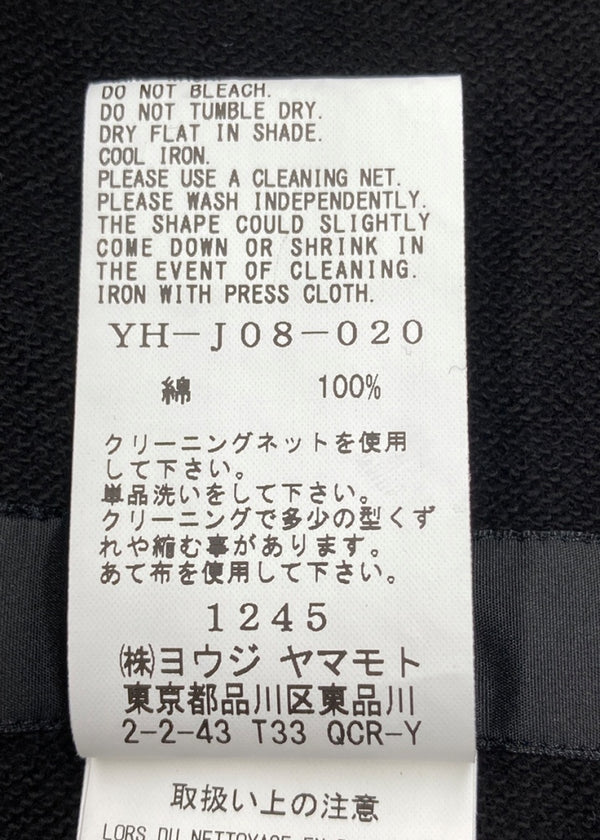 DO NOT BLEACH.
DO NOT TUMBLE DRY.
DRY FLAT IN SHADE.
COOL IRON.
PLEASE USE A CLEANING NET.
PLEASE WASH INDEPENDENTLY.
THE SHAPE COULD SLIGHTLY
COME DOWN OR SHRINK IN
THE EVENT OF CLEANING.
IRON WITH PRESS CLOTH.
YH-J08-020
綿 100%
クリーニングネットを使用
して下さい。
単品洗いをして下さい。
クリーニングで多少の型くず
れや縮む事があります。
あて布を使用して下さい。
1245
㈱ヨウジ ヤマモト
東京都品川区東品川
2-2-43 T33 QCR-Y
取扱い上の注意
LORS DU NETTOYAGE EN